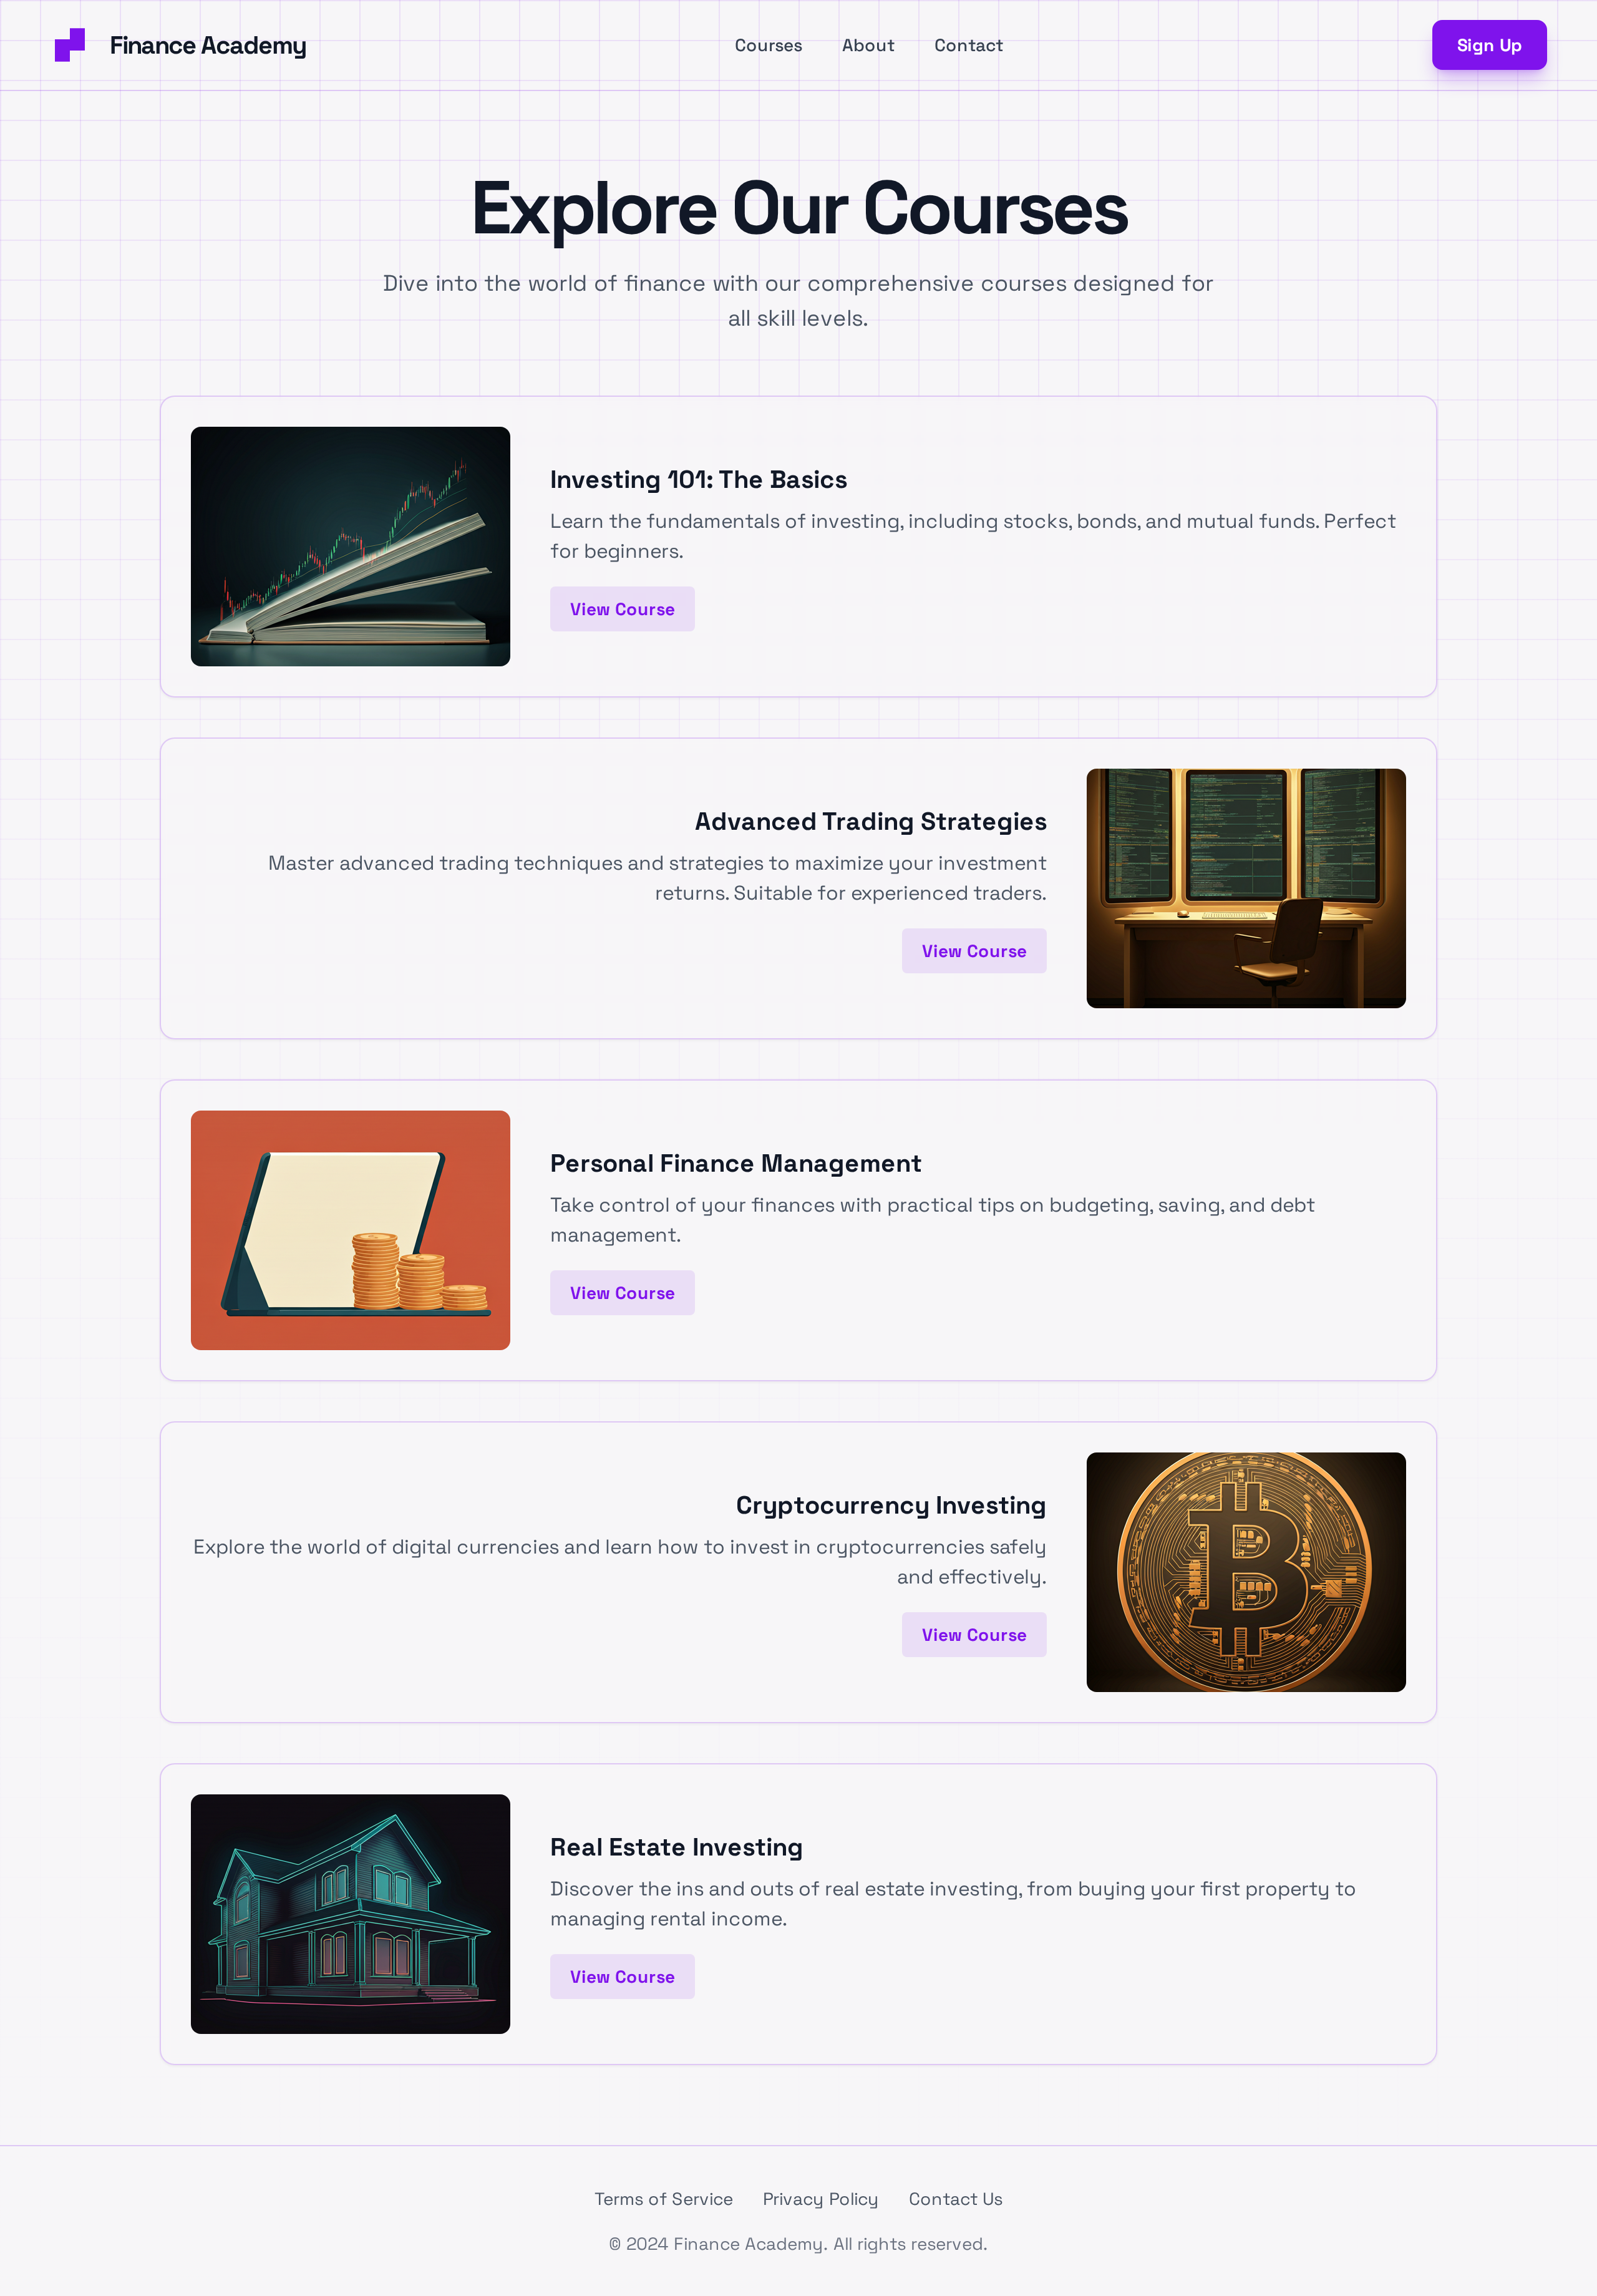 Finance Academy
Courses
About
Contact
Sign Up
Explore Our Courses
Dive into the world of finance with our comprehensive courses designed for
all skill levels.
Investing 101: The Basics
Learn the fundamentals of investing, including stocks, bonds, and mutual funds. Perfect
for beginners.
View Course
Advanced Trading Strategies
Master advanced trading techniques and strategies to maximize your investment
returns. Suitable for experienced traders.
View Course
Personal Finance Management
Take control of your finances with practical tips on budgeting, saving, and debt
management.
View Course
Cryptocurrency Investing
Explore the world of digital currencies and learn how to invest in cryptocurrencies safely
and effectively.
View Course
Real Estate Investing
Discover the ins and outs of real estate investing, from buying your first property to
managing rental income.
View Course
Terms of Service
Privacy Policy
Contact Us
© 2024 Finance Academy. All rights reserved.